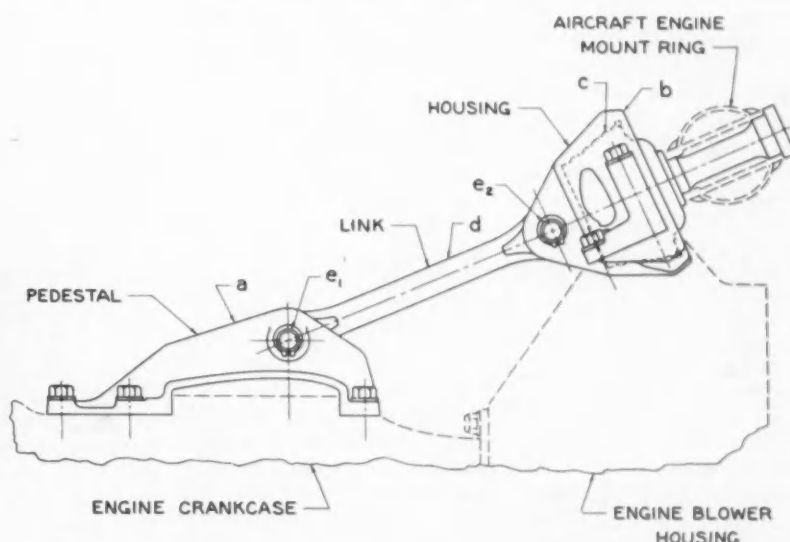 AIRCRAFT ENGINE
MOUNT RING
c
b
HOUSING
e₂
LINK
d
e₁
a
PEDESTAL
ENGINE CRANKCASE
ENGINE BLOWER
HOUSING